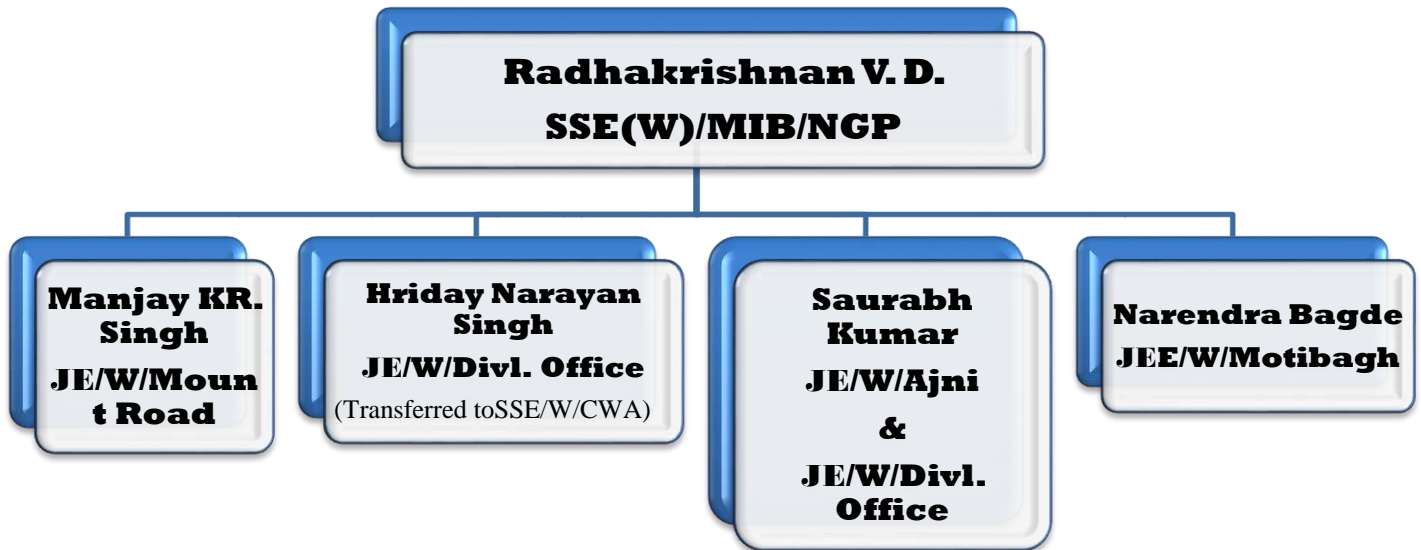 Radhakrishnan V. D.
SSE(W)/MIB/NGP
Manjay KR.
Singh
JE/W/Moun
t Road
Hriday Narayan
Singh
JE/W/Divl. Office
(Transferred toSSE/W/CWA)
Saurabh
Kumar
JE/W/Ajni
&
JE/W/Divl.
Office
Narendra Bagde
JEE/W/Motibagh